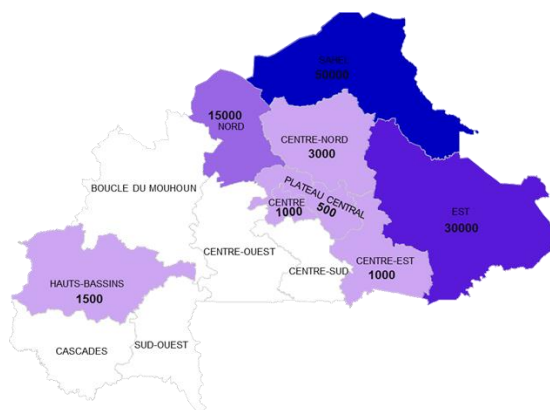 SAHEL
50000
15000
NORD
CENTRE-NORD
3000
BOUCLE DU MOUHOUN
PLATEAU CENTRAL
500
CENTRE
1000
EST
30000
CENTRE-OUEST
CENTRE-SUD
CENTRE-EST
1000
HAUTS-BASSINS
1500
CASCADES
SUD-OUEST